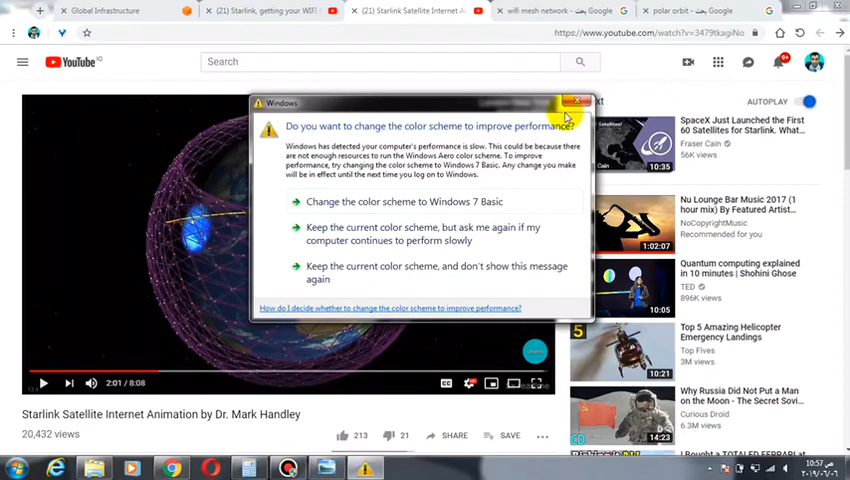 Global Infrastructure
(21) Starlink, getting your WIFI
(21) Starlink Satellite Internet A
wifi mesh network - بحث Google
polar orbit - بحث Google
https://www.youtube.com/watch?v=3479tkagiNo
YouTube IQ
Search
9+
Windows
Do you want to change the color scheme to improve performance?
Windows has detected your computer's performance is slow. This could be because there
are not enough resources to run the Windows Aero color scheme. To improve
performance, try changing the color scheme to Windows 7 Basic. Any change you make
will be in effect until the next time you log on to Windows.
Change the color scheme to Windows 7 Basic
Keep the current color scheme, but ask me again if my
computer continues to perform slowly
Keep the current color scheme, and don't show this message
again
How do I decide whether to change the color scheme to improve performance?
2:01 / 8:08
Starlink Satellite Internet Animation by Dr. Mark Handley
20,432 views
213
21
SHARE
SAVE
AUTOPLAY
SpaceX Just Launched the
First 60 Satellites for Starlink.
What...
Fraser Cain
56K views
Cain
10:35
Nu Lounge Bar Music 2017 (1
hour mix) By Featured Artist...
NoCopyrightMusic
Recommended for you
1:02:07
Quantum computing explained
in 10 minutes | Shohini Ghose
TED
896K views
10:05
Top 5 Amazing Helicopter
Emergency Landings
Top Fives
3M views
5
10:21
Why Russia Did Not Put a Man
on the Moon - The Secret Sovi...
Curious Droid
6.3M views
14:23
I Bought a TOTALED FERRARI at
10:57 ص
٢٠١٩/٠٦/٠٦